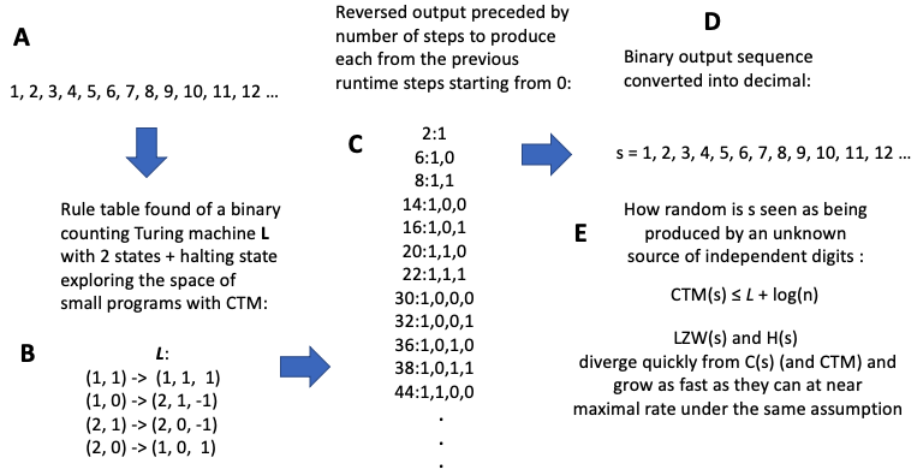 A
1, 2, 3, 4, 5, 6, 7, 8, 9, 10, 11, 12 ...
Rule table found of a binary
counting Turing machine L
with 2 states + halting state
exploring the space of
small programs with CTM:
B
L:
(1, 1) -> (1, 1, 1)
(1, 0) -> (2, 1, -1)
(2, 1) -> (2, 0, -1)
(2, 0) -> (1, 0, 1)
Reversed output preceded by
number of steps to produce
each from the previous
runtime steps starting from 0:
C
2:1
6:1,0
8:1,1
14:1,0,0
16:1,0,1
20:1,1,0
22:1,1,1
30:1,0,0,0
32:1,0,0,1
36:1,0,1,0
38:1,0,1,1
44:1,1,0,0
.
.
.
D
Binary output sequence
converted into decimal:
s = 1, 2, 3, 4, 5, 6, 7, 8, 9, 10, 11, 12 ...
E
How random is s seen as being
produced by an unknown
source of independent digits :
CTM(s) ≤ L + log(n)
LZW(s) and H(s)
diverge quickly from C(s) (and CTM) and
grow as fast as they can at near
maximal rate under the same assumption